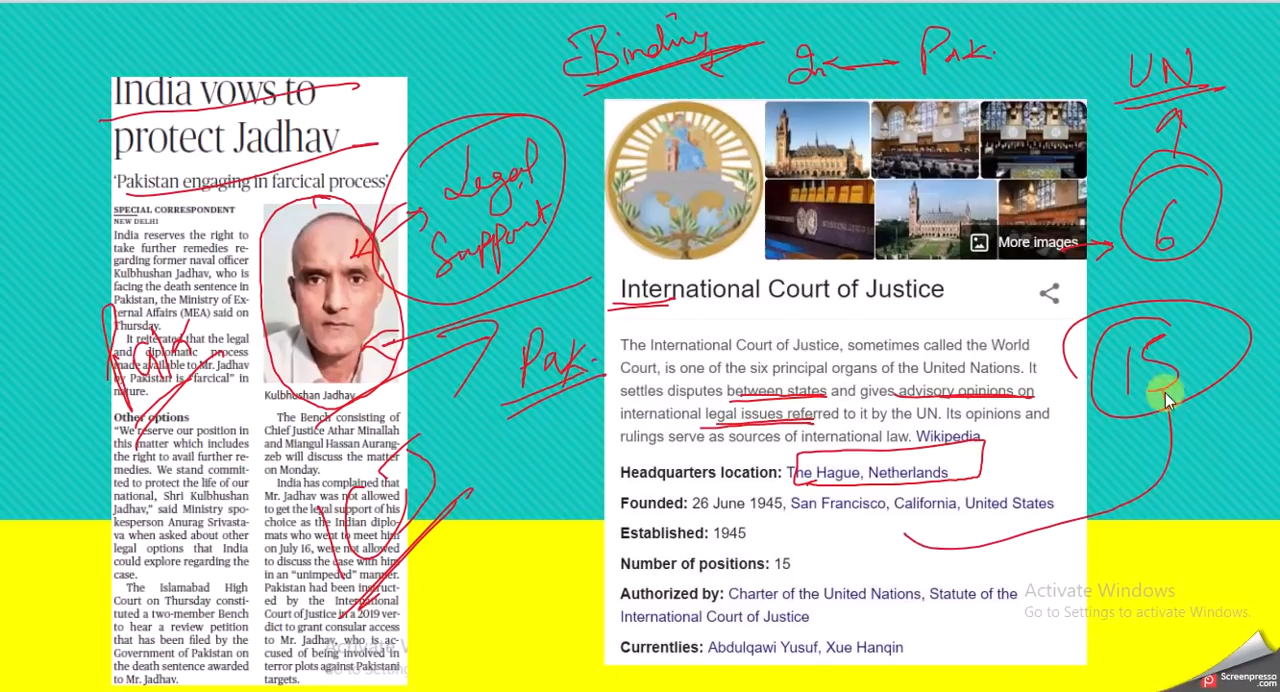 Binding
In
Pak.
UN
6
15
Legal
Support
Pak.
India vows to
protect Jadhav
'Pakistan engaging in farcical process'
SPECIAL CORRESPONDENT
NEW DELHI
India reserves the right to
take further remedies re-
garding former naval officer
Kulbhushan Jadhav, who is
facing the death sentence in
Pakistan, the Ministry of Ex-
ternal Affairs (MEA) said on
Thursday.
It reiterated that the legal
and diplomatic process
made available to Mr. Jadhav
by Pakistan is "farcical" in
nature.
Other options
"We reserve our position in
this matter which includes
the right to avail further re-
medies. We stand commit-
ted to protect the life of our
national, Shri Kulbhushan
Jadhav," said Ministry spo-
kesperson Anurag Srivasta-
va when asked about other
legal options that India
could explore regarding the
case.
The Islamabad High
Court on Thursday consti-
tuted a two-member Bench
to hear a review petition
that has been filed by the
Government of Pakistan on
the death sentence awarded
to Mr. Jadhav.
Kulbhushan Jadhav
The Bench consisting of
Chief Justice Athar Minallah
and Miangul Hassan Aurang-
zeb will discuss the matter
on Monday.
India has complained that
Mr. Jadhav was not allowed
to get the legal support of his
choice as the Indian diplo-
mats who went to meet him
on July 16, were not allowed
to discuss the case with him
in an "unimpeded" manner.
Pakistan had been instruct-
ed by the International
Court of Justice in a 2019 ver-
dict to grant consular access
to Mr. Jadhav, who is ac-
cused of being involved in
terror plots against Pakistani
targets.
More images
International Court of Justice
The International Court of Justice, sometimes called the World
Court, is one of the six principal organs of the United Nations. It
settles disputes between states and gives advisory opinions on
international legal issues referred to it by the UN. Its opinions and
rulings serve as sources of international law. Wikipedia
Headquarters location: The Hague, Netherlands
Founded: 26 June 1945, San Francisco, California, United States
Established: 1945
Number of positions: 15
Authorized by: Charter of the United Nations, Statute of the
International Court of Justice
Currentlies: Abdulqawi Yusuf, Xue Hanqin
Activate Windows
Go to Settings to activate Windows.
Screenpresso
.com